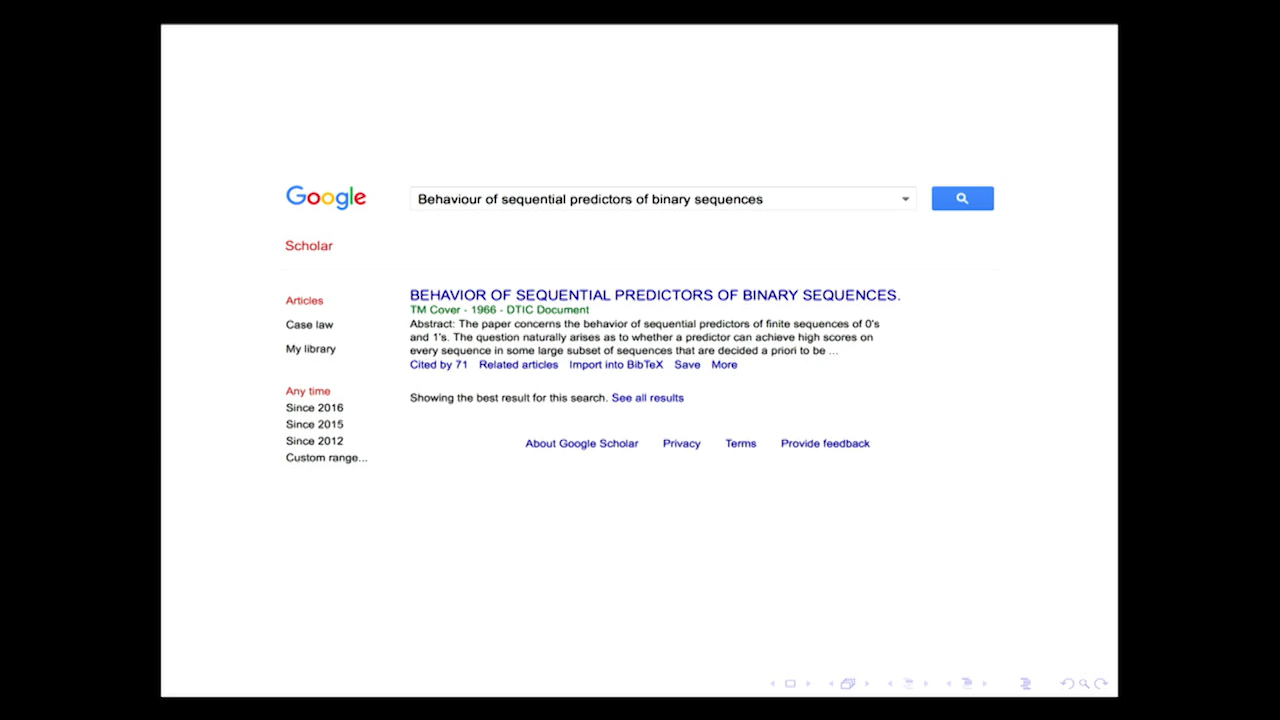 Google
Behaviour of sequential predictors of binary sequences
Scholar
Articles
Case law
My library
Any time
Since 2016
Since 2015
Since 2012
Custom range...
BEHAVIOR OF SEQUENTIAL PREDICTORS OF BINARY SEQUENCES.
TM Cover - 1966 - DTIC Document
Abstract: The paper concerns the behavior of sequential predictors of finite sequences of 0's
and 1's. The question naturally arises as to whether a predictor can achieve high scores on
every sequence in some large subset of sequences that are decided a priori to be ...
Cited by 71 Related articles Import into BibTeX Save More
Showing the best result for this search. See all results
About Google Scholar Privacy Terms Provide feedback